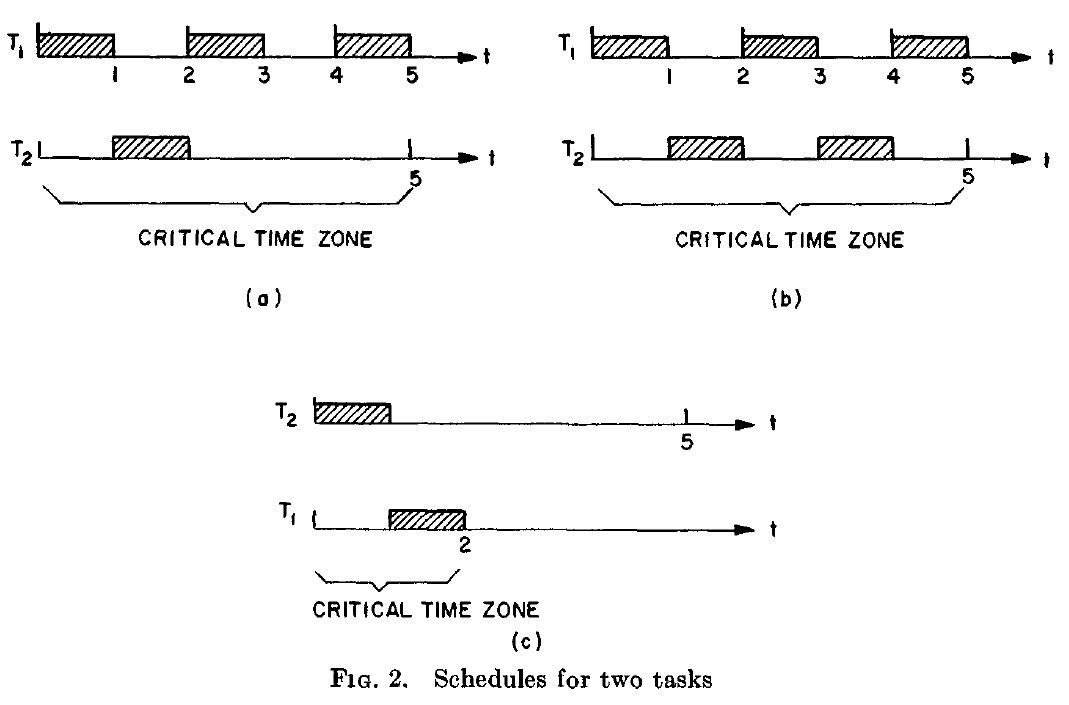 T₁ t T₁ t
1 2 3 4 5 1 2 3 4 5
T₂ t T₂ t
5 5
CRITICAL TIME ZONE CRITICAL TIME ZONE
(a) (b)
T₂ t
5
T₁ t
2
CRITICAL TIME ZONE
(c)
FIG. 2. Schedules for two tasks